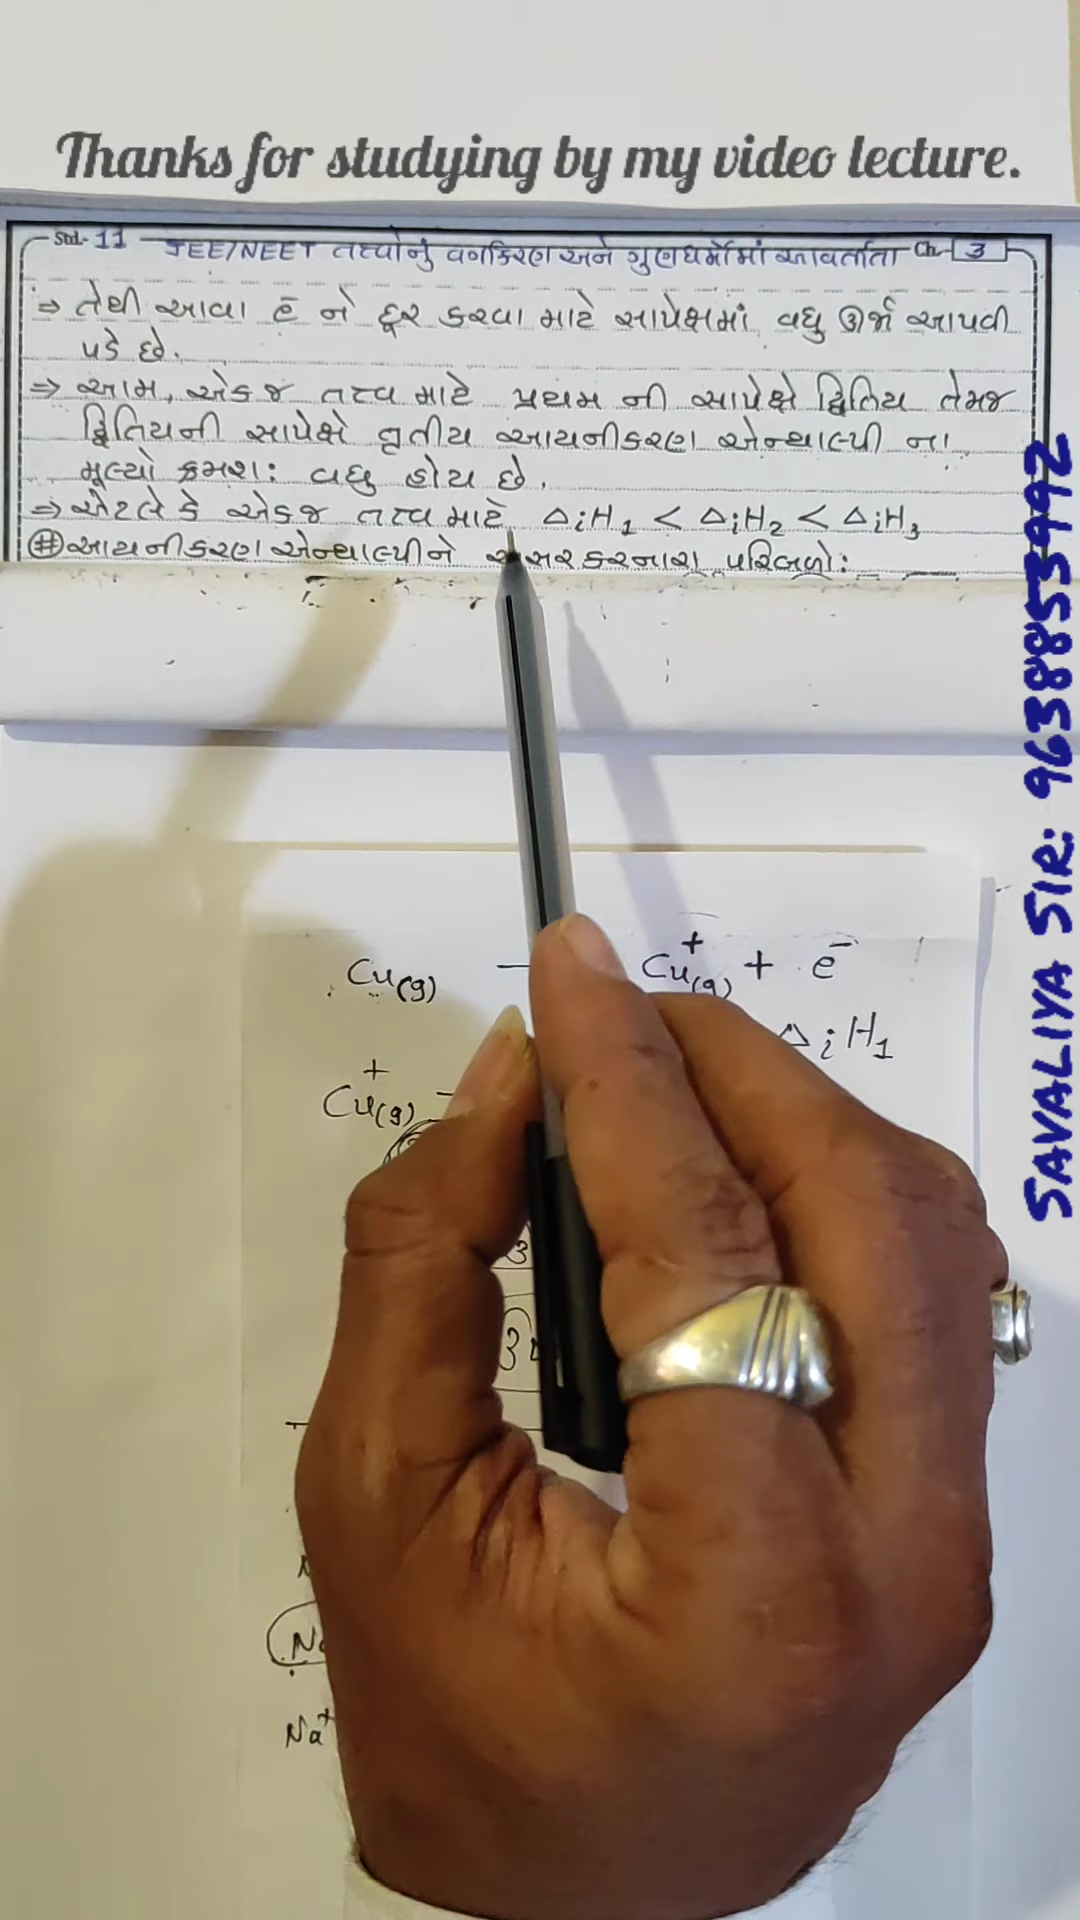 Thanks for studying by my video lecture.
Std.- 11 JEE/NEET તત્ત્વોનું વર્ગીકરણ અને ગુણધર્મોમાં આવર્તીતા Ch. 3
⇒ તેથી આવા ē ને દૂર કરવા માટે સાપેક્ષમાં વધુ ઊર્જા આપવી
પડે છે.
⇒ આમ, એક જ તત્ત્વ માટે પ્રથમ ની સાપેક્ષે દ્વિતિય તેમજ
દ્વિતિયની સાપેક્ષે તૃતીય આયનીકરણ એન્થાલ્પી ના
મૂલ્યો ક્રમશ: વધુ હોય છે.
⇒ એટલે કે એકજ તત્વ માટે, ΔiH1 < ΔiH2 < ΔiH3
# આયનીકરણ એન્થાલ્પીને અસર કરનારા પરિબળો:
Cu(g) — Cu+(g) + e-
ΔiH1
Cu+(g) –
Na+
SAVALIYA SIR: 9638853992